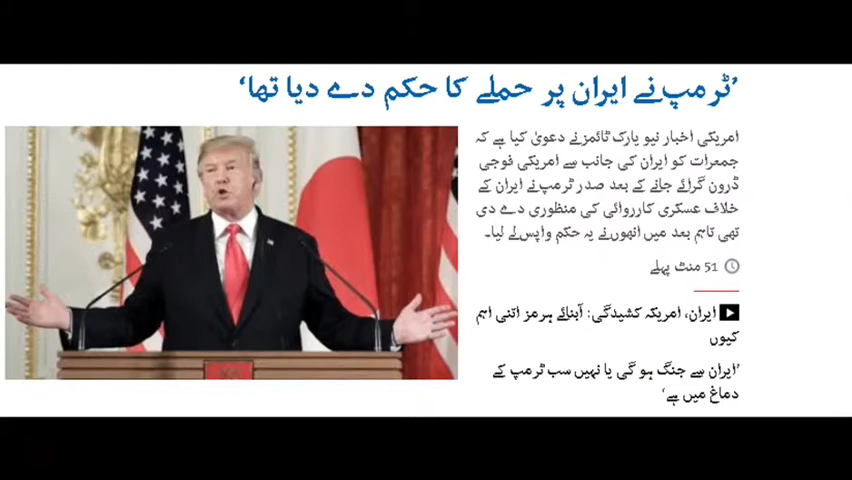 ’ٹرمپ نے ایران پر حملے کا حکم دے دیا تھا‘
امریکی اخبار نیو یارک ٹائمز نے دعویٰ کیا ہے کہ
جمعرات کو ایران کی جانب سے امریکی فوجی
ڈرون گرائے جانے کے بعد صدر ٹرمپ نے ایران کے
خلاف عسکری کارروائی کی منظوری دے دی
تھی تاہم بعد میں انھوں نے یہ حکم واپس لے لیا۔
51 منٹ پہلے
ایران، امریکہ کشیدگی: آبنائے ہرمز اتنی اہم
کیوں
’ایران سے جنگ ہو گی یا نہیں سب ٹرمپ کے
دماغ میں ہے‘